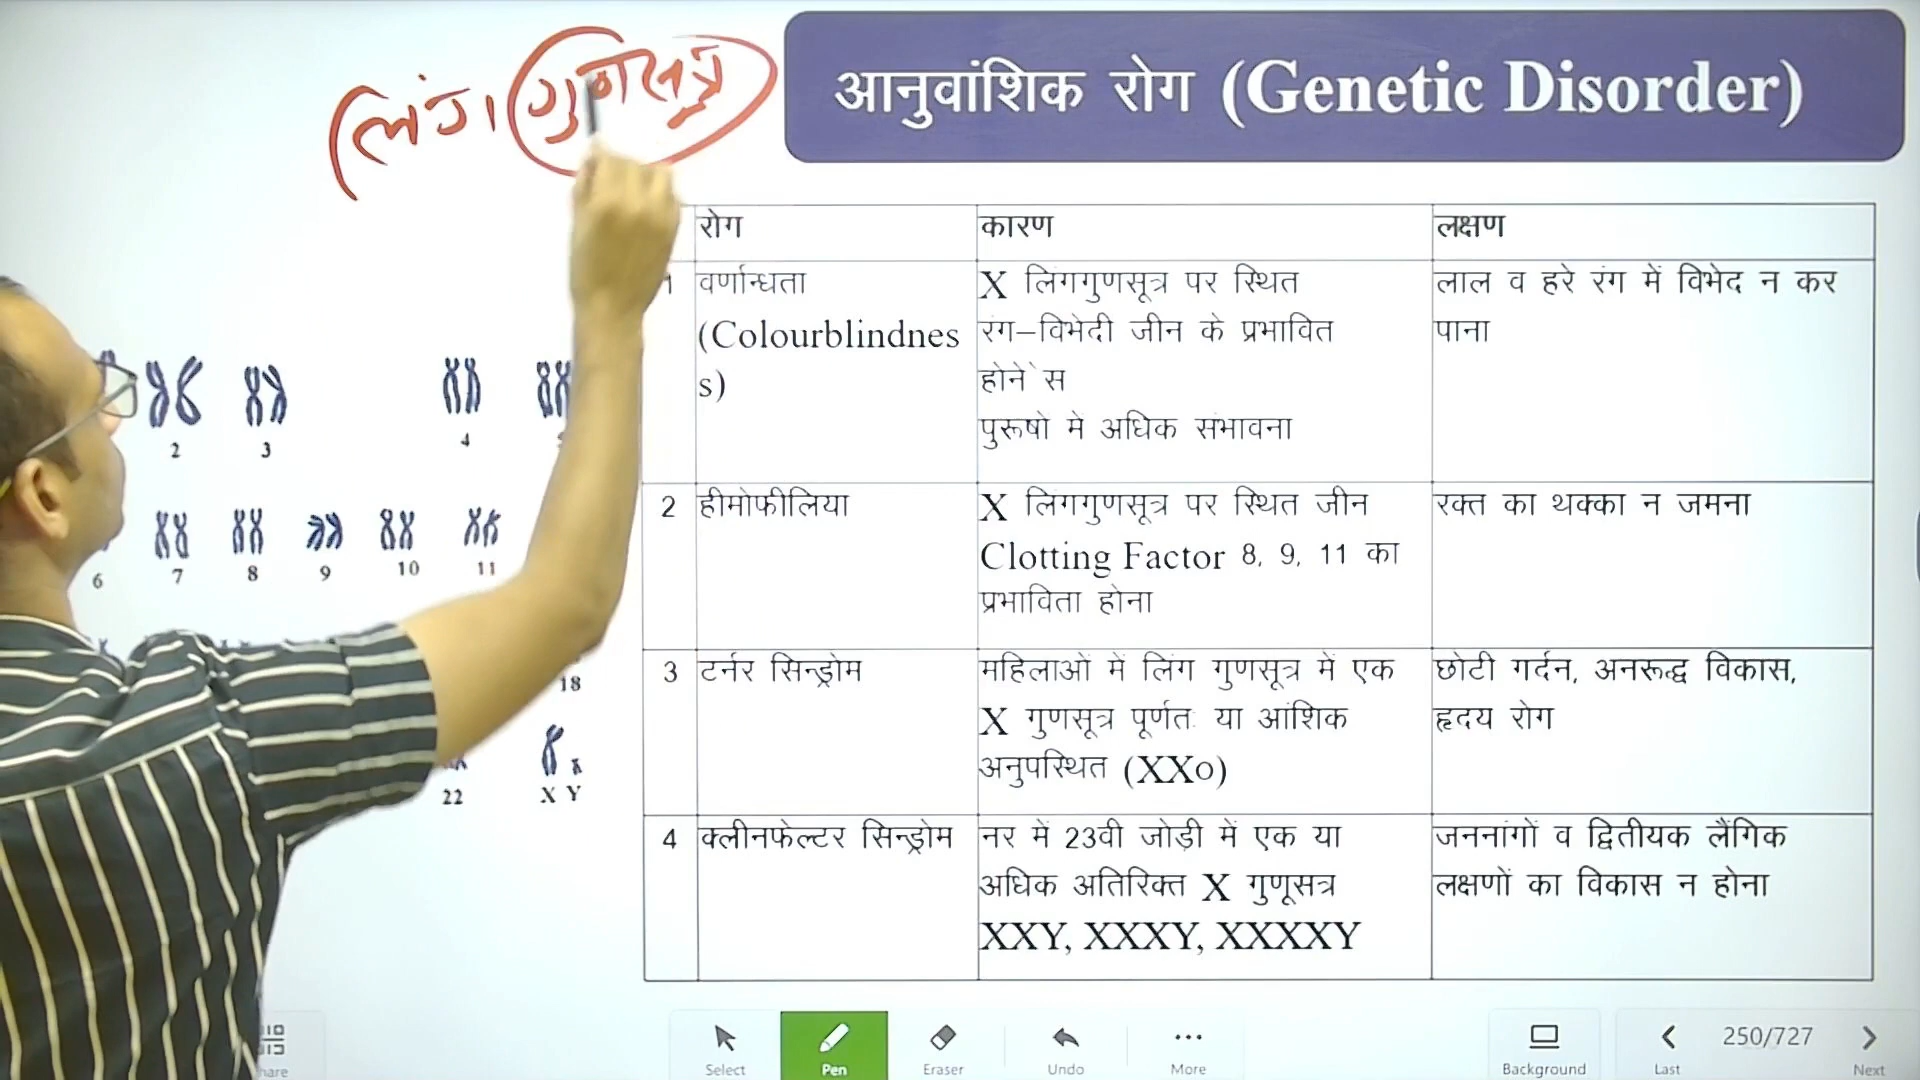 लिंग गुणसूत्र
आनुवांशिक रोग (Genetic Disorder)
रोग
कारण
लक्षण
1
वर्णान्धता
(Colourblindnes
s)
X लिंगगुणसूत्र पर स्थित
रंग–विभेदी जीन के प्रभावित
होने`स
पुरूषो मे अधिक संभावना
लाल व हरे रंग में विभेद न कर
पाना
2
हीमोफीलिया
X लिंगगुणसूत्र पर स्थित जीन
Clotting Factor 8, 9, 11 का
प्रभाविता होना
रक्त का थक्का न जमना
3
टर्नर सिन्ड्रोम
महिलाओं में लिंग गुणसूत्र में एक
X गुणसूत्र पूर्णतः या आंशिक
अनुपस्थित (XXo)
छोटी गर्दन, अनरूद्ध विकास,
हृदय रोग
4
क्लीनफेल्टर सिन्ड्रोम
नर में 23वी जोड़ी में एक या
अधिक अतिरिक्त X गुणूसत्र
XXY, XXXY, XXXXY
जननांगों व द्वितीयक लैंगिक
लक्षणों का विकास न होना
2 3 4
6 7 8 9 10 11
18
22 X Y
Select Pen Eraser Undo More Background Last 250/727 Next